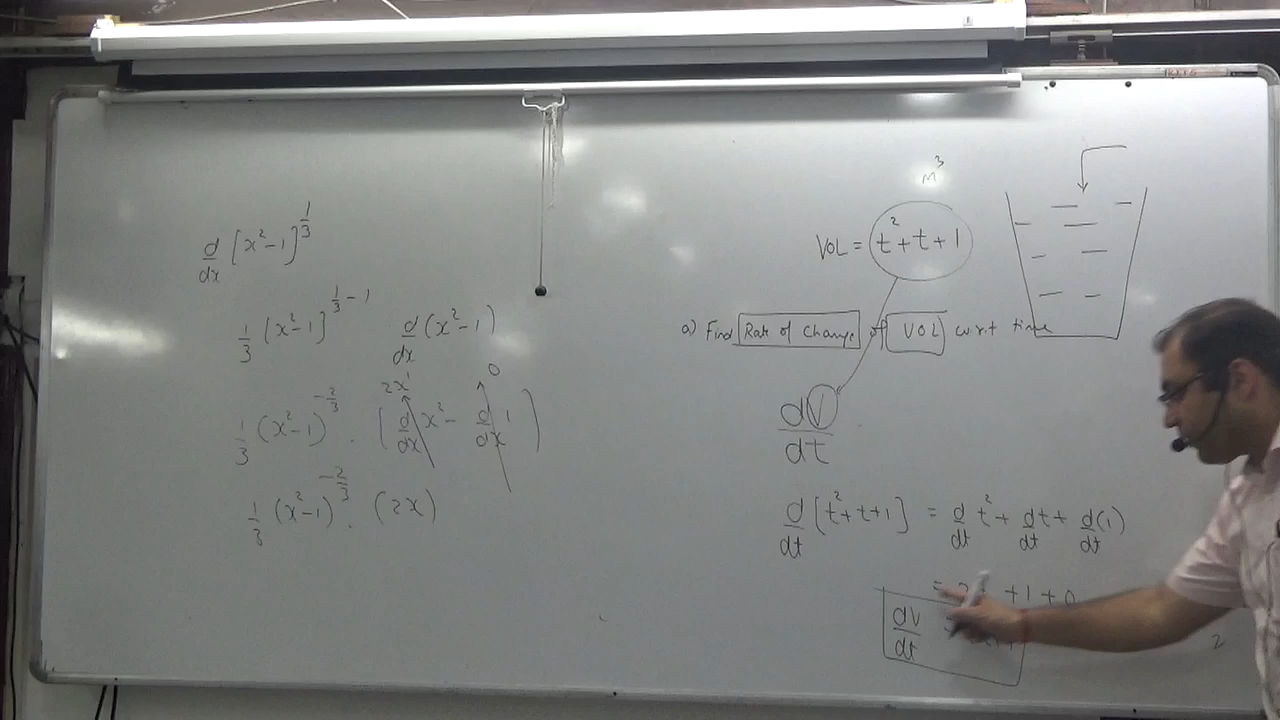 d/dx [x²-1]^(1/3)
1/3 [x²-1]^(1/3 - 1) d/dx (x²-1)
2x¹ 0
1/3 (x²-1)^(-2/3) . [d/dx x² - d/dx 1]
1/3 (x²-1)^(-2/3) . (2x)
M³
VOL = t²+t+1
a) Find Rate of Change of VOL w.r.t time
dV/dt
d/dt [t²+t+1] = d/dt t² + d/dt t + d/dt (1)
= 2 +1 + 0
dV/dt
2